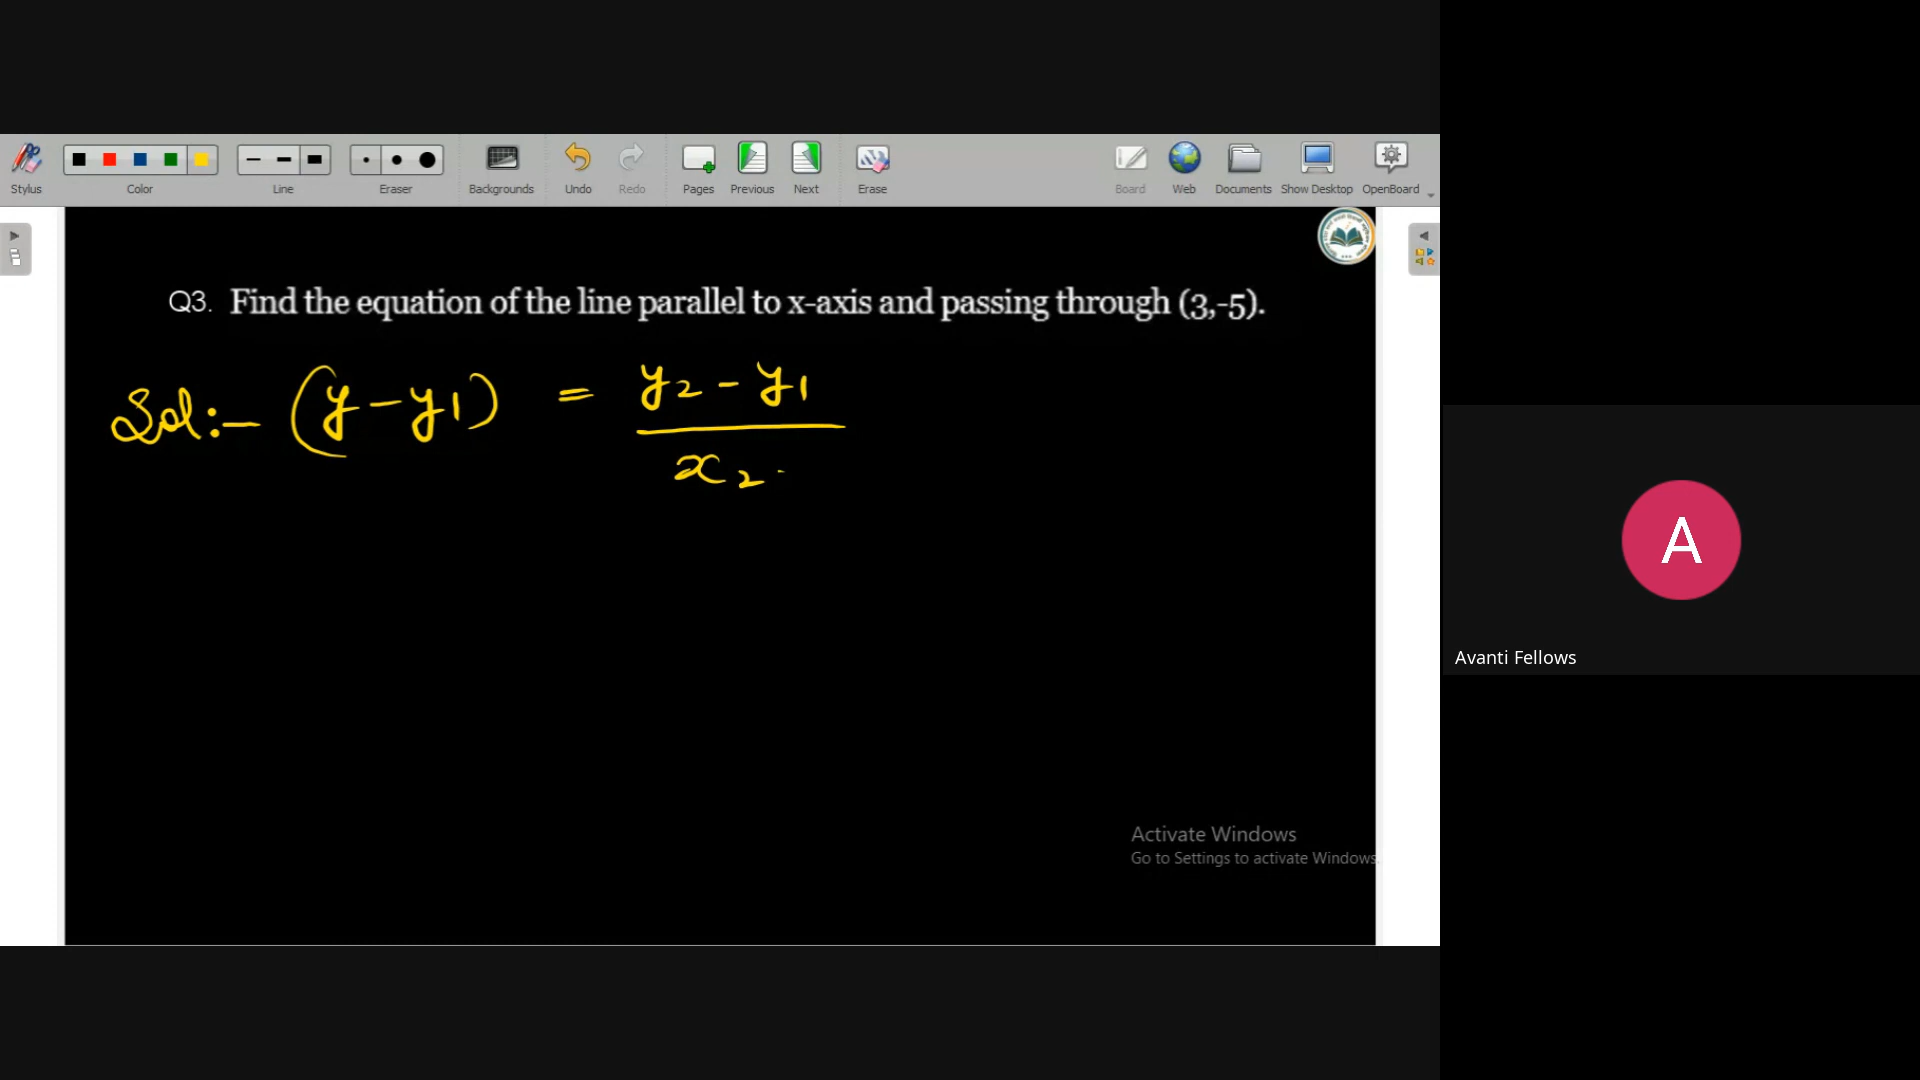 Stylus Color Line Eraser Backgrounds Undo Redo Pages Previous Next Erase Board Web Documents Show Desktop OpenBoard
Q3. Find the equation of the line parallel to x-axis and passing through (3,-5).
Sol:- (y-y1) = y2 - y1
x2 -
A
Avanti Fellows
Activate Windows
Go to Settings to activate Windows.